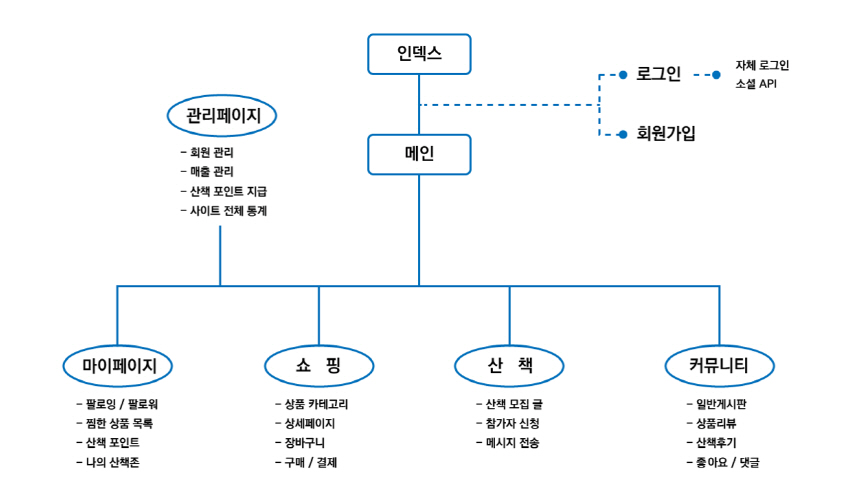 인덱스
로그인
자체 로그인
소셜 API
회원가입
메인
관리페이지
- 회원 관리
- 매출 관리
- 산책 포인트 지급
- 사이트 전체 통계
마이페이지
- 팔로잉 / 팔로워
- 찜한 상품 목록
- 산책 포인트
- 나의 산책존
쇼 핑
- 상품 카테고리
- 상세페이지
- 장바구니
- 구매 / 결제
산 책
- 산책 모집 글
- 참가자 신청
- 메시지 전송
커뮤니티
- 일반게시판
- 상품리뷰
- 산책후기
- 좋아요 / 댓글